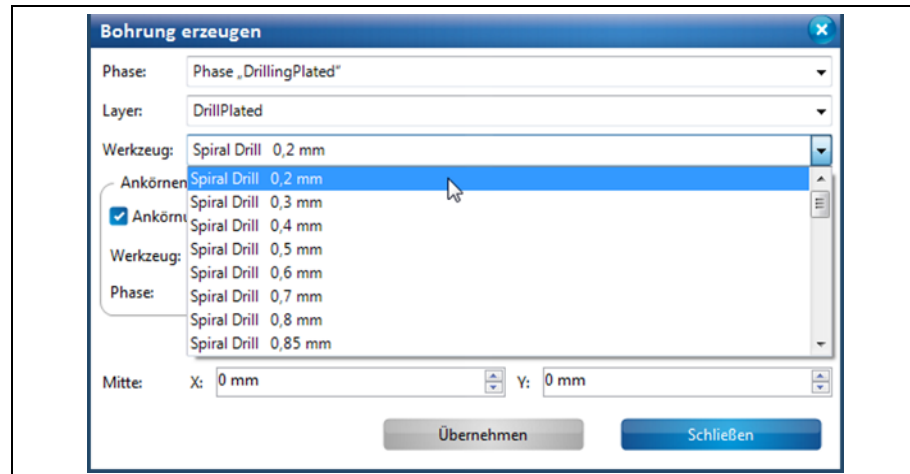 Bohrung erzeugen
Phase: Phase „DrillingPlated“
Layer: DrillPlated
Werkzeug: Spiral Drill 0,2 mm
Ankörnen
Spiral Drill 0,2 mm
Spiral Drill 0,3 mm
Spiral Drill 0,4 mm
Spiral Drill 0,5 mm
Werkzeug:
Spiral Drill 0,6 mm
Phase:
Spiral Drill 0,7 mm
Spiral Drill 0,8 mm
Spiral Drill 0,85 mm
Mitte: X: 0 mm Y: 0 mm
Übernehmen Schließen